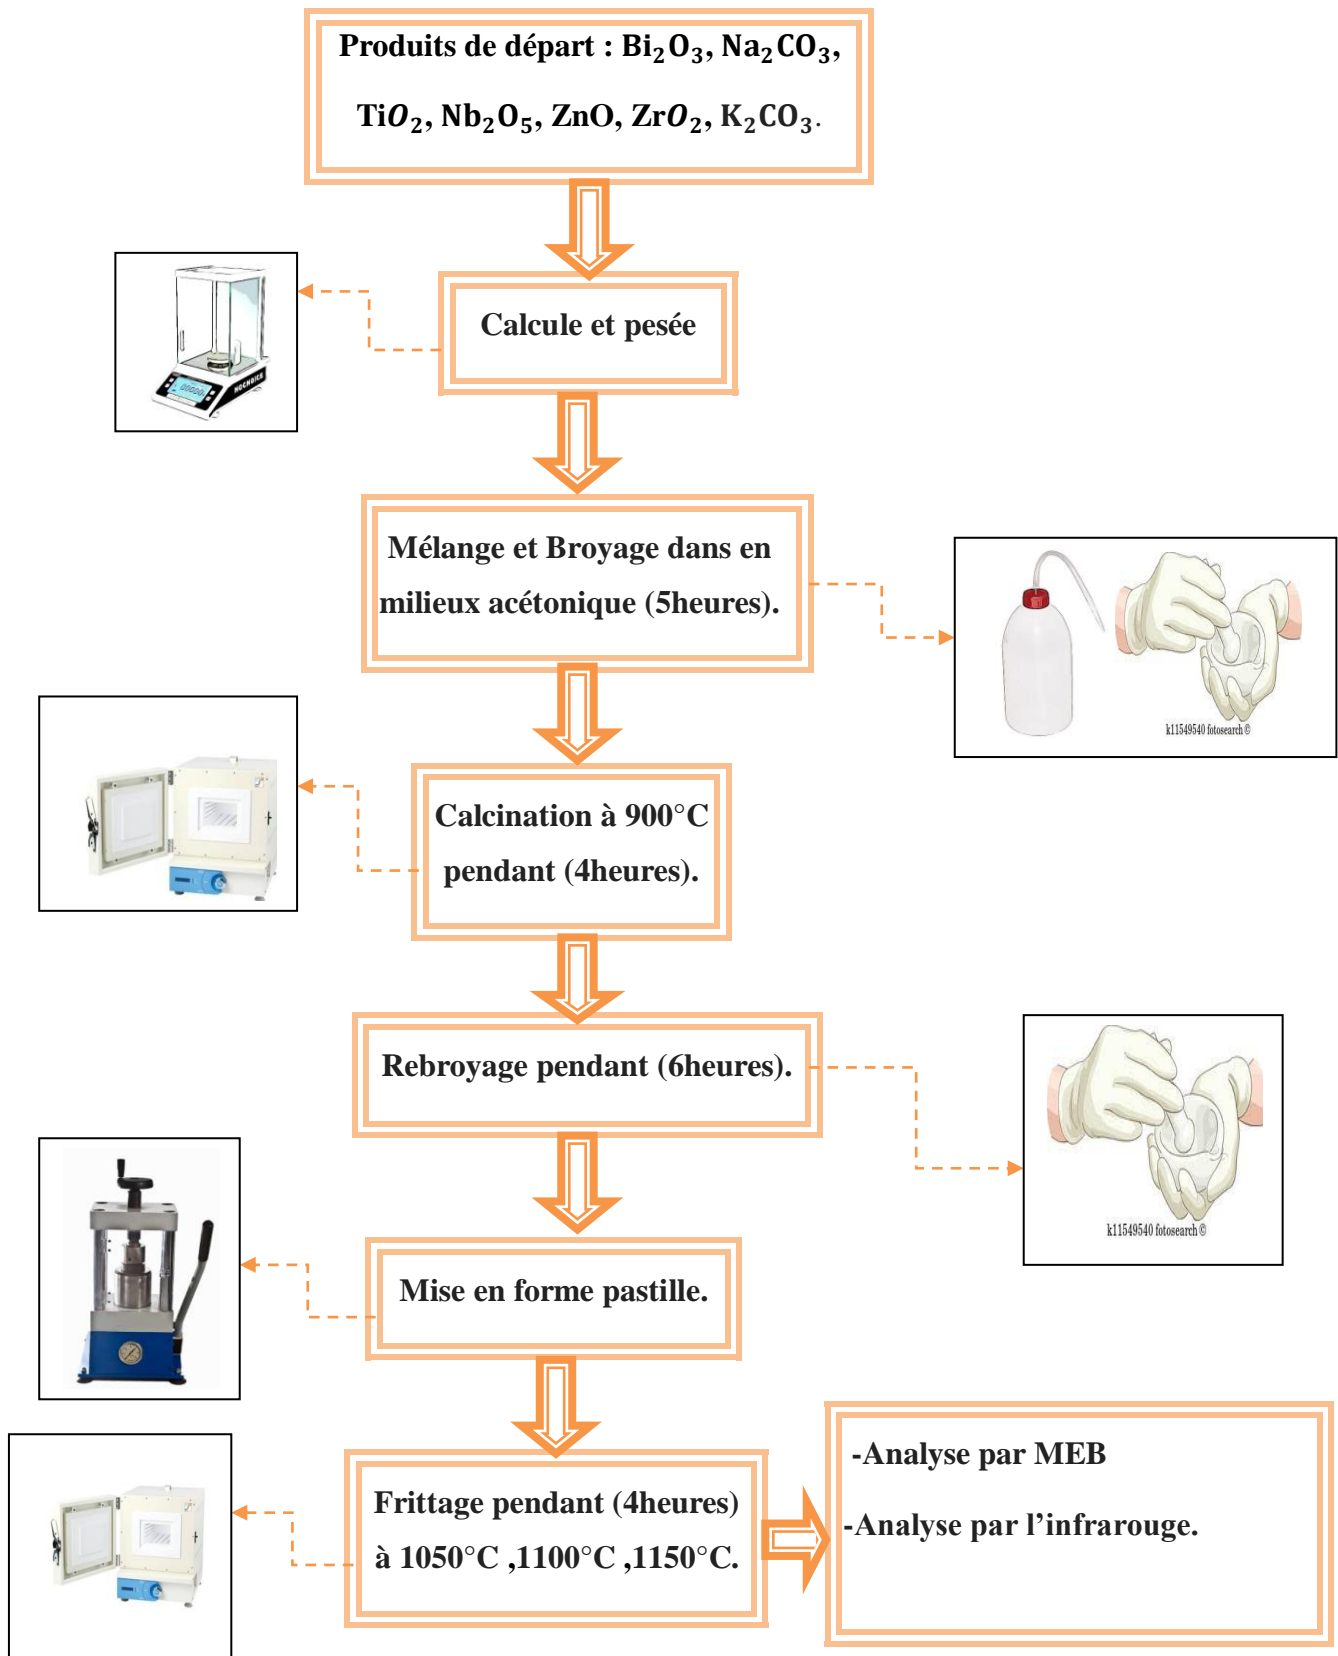 Produits de départ : Bi₂O₃, Na₂CO₃,
TiO₂, Nb₂O₅, ZnO, ZrO₂, K₂CO₃.
Calcule et pesée
HOCHOICE
Mélange et Broyage dans en
milieux acétonique (5heures).
k11549540 fotosearch ©
Calcination à 900°C
pendant (4heures).
Rebroyage pendant (6heures).
k11549540 fotosearch ©
Mise en forme pastille.
Frittage pendant (4heures)
à 1050°C ,1100°C ,1150°C.
-Analyse par MEB
-Analyse par l’infrarouge.